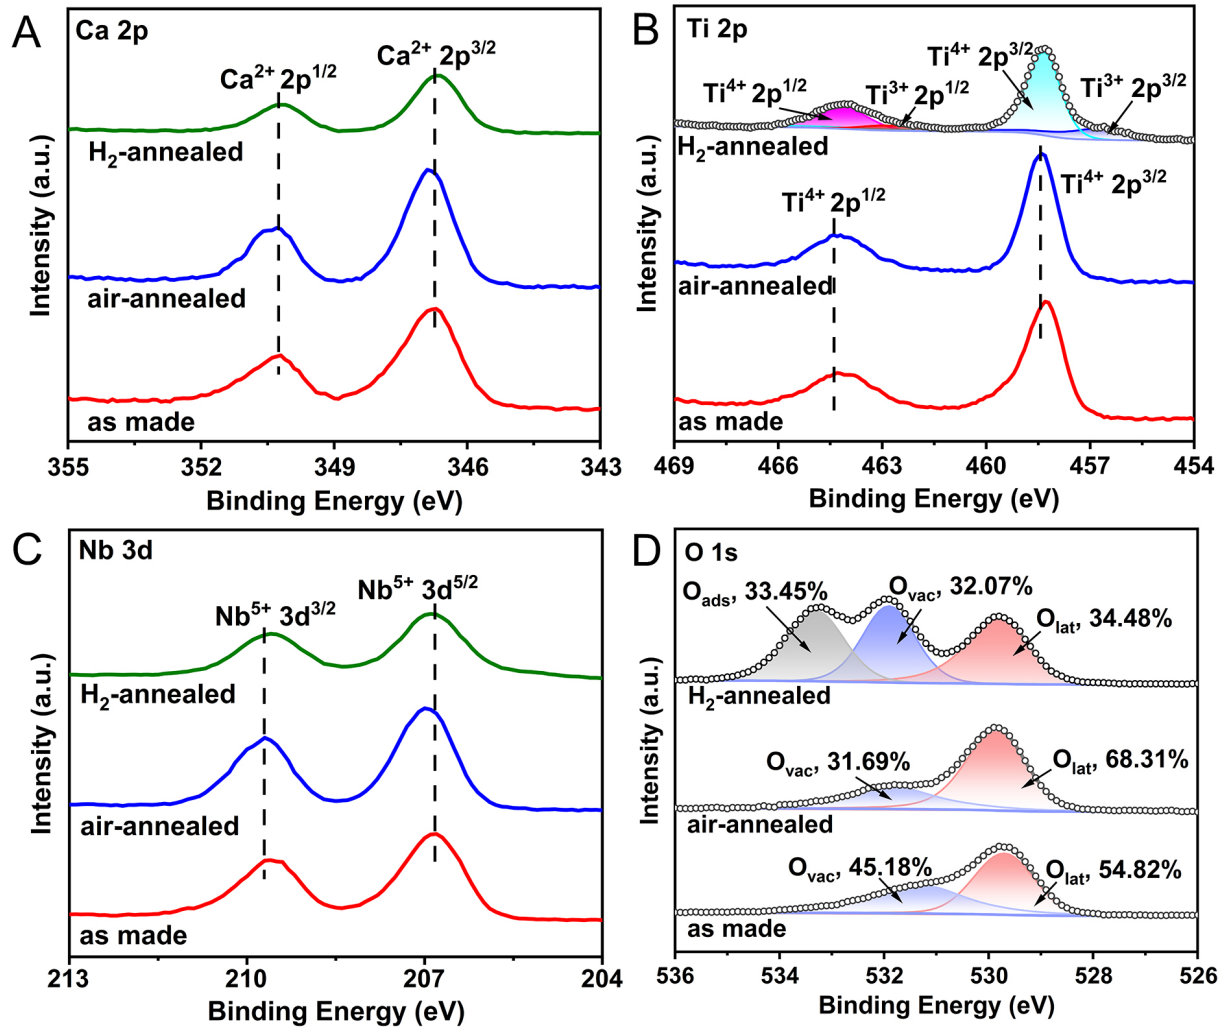 A
Ca 2p
Ca²⁺ 2p³/²
Ca²⁺ 2p¹/²
H₂-annealed
air-annealed
as made
Intensity (a.u.)
355 352 349 346 343
Binding Energy (eV)
B
Ti 2p
Ti⁴⁺ 2p³/²
Ti⁴⁺ 2p¹/²
Ti³⁺ 2p¹/²
Ti³⁺ 2p³/²
H₂-annealed
Ti⁴⁺ 2p³/²
Ti⁴⁺ 2p¹/²
air-annealed
as made
Intensity (a.u.)
469 466 463 460 457 454
Binding Energy (eV)
C
Nb 3d
Nb⁵⁺ 3d⁵/²
Nb⁵⁺ 3d³/²
H₂-annealed
air-annealed
as made
Intensity (a.u.)
213 210 207 204
Binding Energy (eV)
D
O 1s
Oads, 33.45%
Ovac, 32.07%
Olat, 34.48%
H₂-annealed
Ovac, 31.69%
Olat, 68.31%
air-annealed
Ovac, 45.18%
Olat, 54.82%
as made
Intensity (a.u.)
536 534 532 530 528 526
Binding Energy (eV)